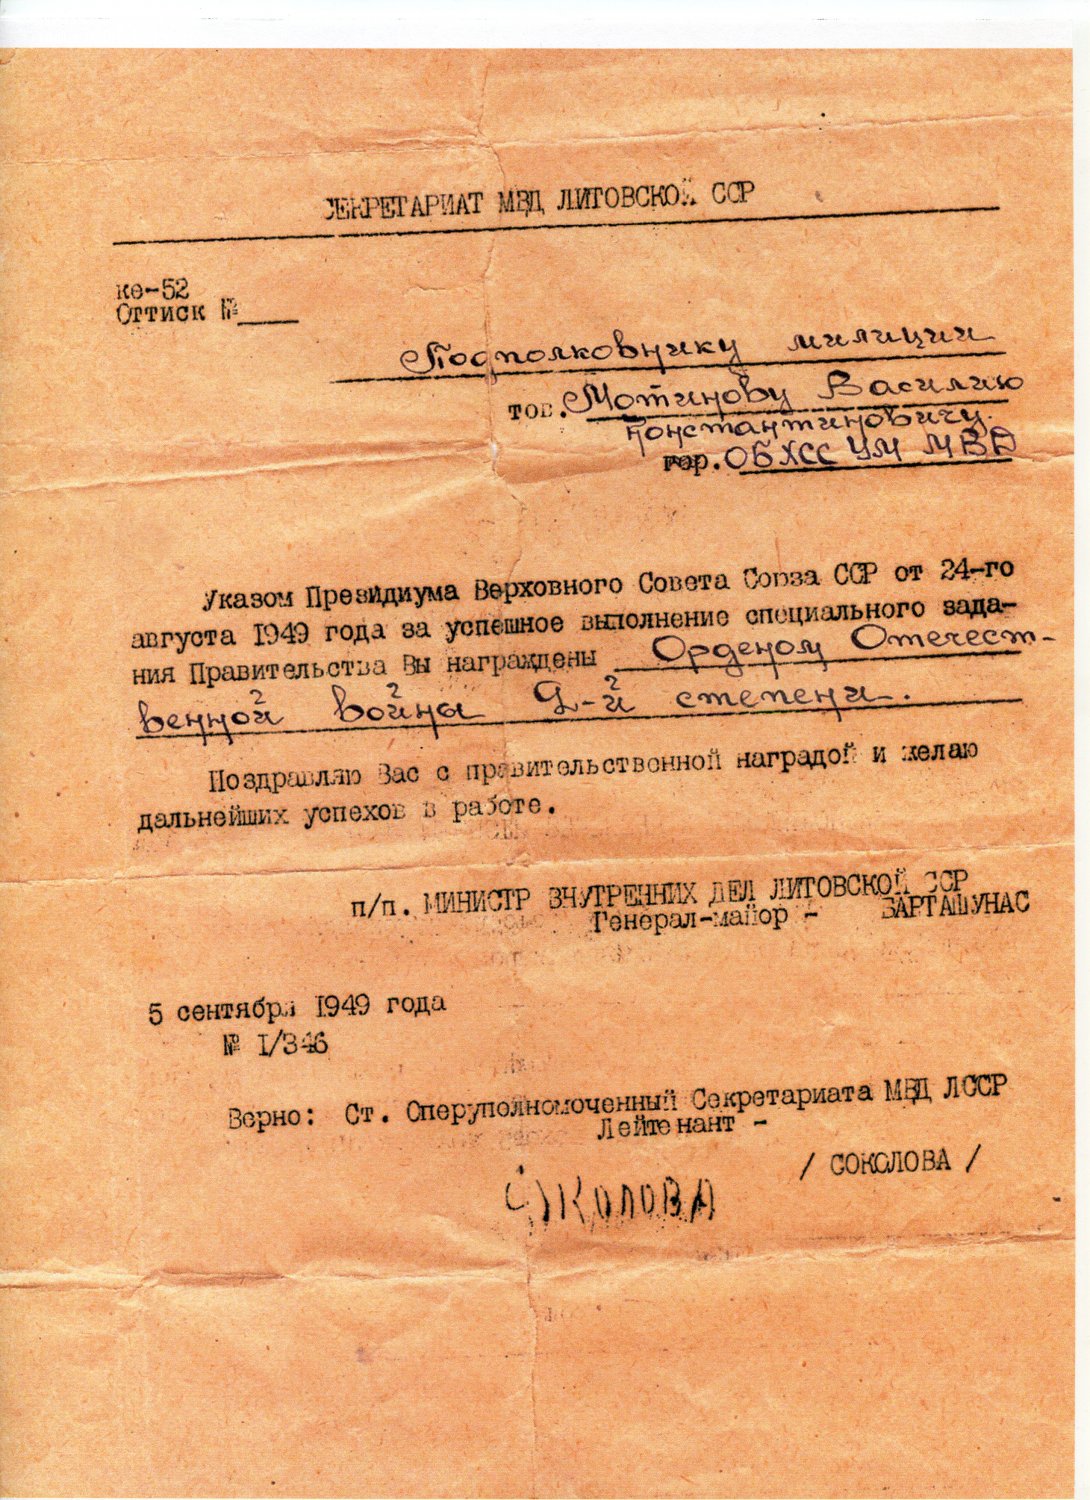 СЕКРЕТАРИАТ МВД ЛИТОВСКОЙ ССР
ке-52
Оттиск №
Подполковнику милиции
тов. Мотинову Василию
Константиновичу.
гор. ОБХСС УМ МВД
Указом Президиума Верховного Совета Союза ССР от 24-го
августа 1949 года за успешное выполнение специального зада-
ния Правительства Вы награждены Орденом Отечест-
венной войны 2-й степени.
Поздравляю Вас с правительственной наградой и желаю
дальнейших успехов в работе.
п/п. МИНИСТР ВНУТРЕННИХ ДЕЛ ЛИТОВСКОЙ ССР
Генерал-майор - БАРТАШУНАС
5 сентября 1949 года
№ I/346
Верно: Ст. Оперуполномоченный Секретариата МВД ЛССР
Лейтенант -
/ СОКОЛОВА /
СОКОЛОВА